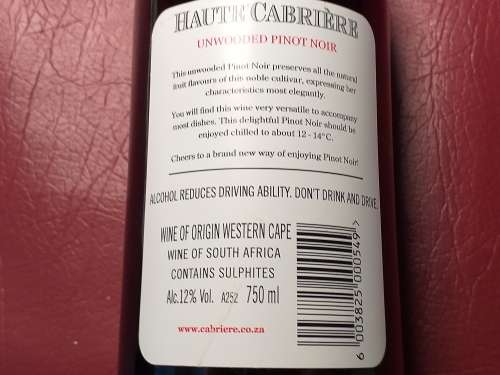 HAUTE CABRIÈRE
UNWOODED PINOT NOIR
This unwooded Pinot Noir preserves all the natural
fruit flavours of this noble cultivar, expressing her
characteristics most elegantly.
You will find this wine very versatile to accompany
most dishes. This delightful Pinot Noir should be
enjoyed chilled to about 12 - 14°C.
Cheers to a brand new way of enjoying Pinot Noir!
ALCOHOL REDUCES DRIVING ABILITY. DON'T DRINK AND DRIVE.
WINE OF ORIGIN WESTERN CAPE
WINE OF SOUTH AFRICA
CONTAINS SULPHITES
Alc.12% Vol. A252 750 ml
www.cabriere.co.za
6 003825 000549 >